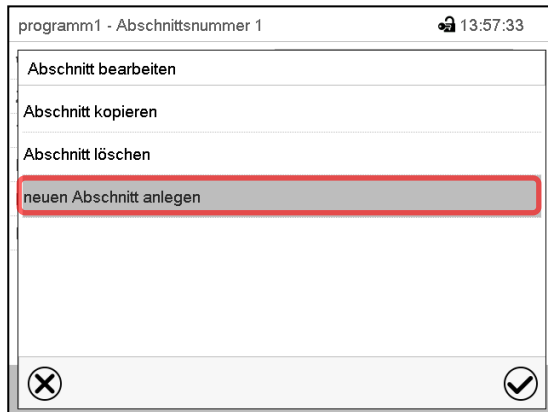 programm1 - Abschnittsnummer 1 13:57:33
Abschnitt bearbeiten
Abschnitt kopieren
Abschnitt löschen
neuen Abschnitt anlegen